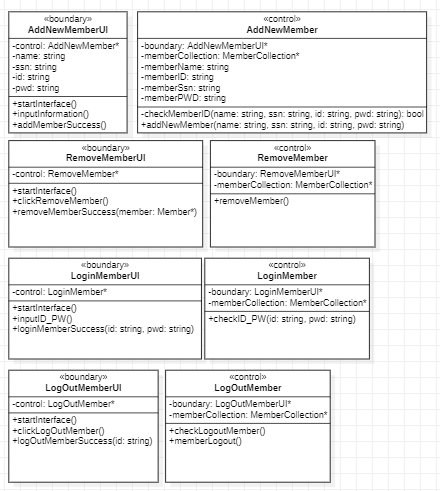 «boundary»
AddNewMemberUI
-control: AddNewMember*
-name: string
-ssn: string
-id: string
-pwd: string
+startInterface()
+inputInformation()
+addMemberSuccess()
«control»
AddNewMember
-boundary: AddNewMemberUI*
-memberCollection: MemberCollection*
-memberName: string
-memberID: string
-memberSsn: string
-memberPWD: string
-checkMemberID(name: string, ssn: string, id: string, pwd: string): bool
+addNewMember(name: string, ssn: string, id: string, pwd: string)
«boundary»
RemoveMemberUI
-control: RemoveMember*
+startInterface()
+clickRemoveMember()
+removeMemberSuccess(member: Member*)
«control»
RemoveMember
-boundary: RemoveMemberUI*
-memberCollection: MemberCollection*
+removeMember()
«boundary»
LoginMemberUI
-control: LoginMember*
+startInterface()
+inputID_PW()
+loginMemberSuccess(id: string, pwd: string)
«control»
LoginMember
-boundary: LoginMemberUI*
-memberCollection: MemberCollection*
+checkID_PW(id: string, pwd: string)
«boundary»
LogOutMemberUI
-control: LogOutMember*
+startInterface()
+clickLogOutMember()
+logOutMemberSuccess(id: string)
«control»
LogOutMember
-boundary: LogOutMemberUI*
-memberCollection: MemberCollection*
+checkLogoutMember()
+memberLogout()